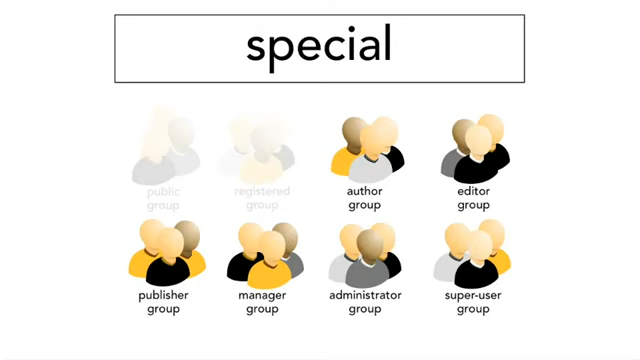 special
public
group
registered
group
author
group
editor
group
publisher
group
manager
group
administrator
group
super-user
group